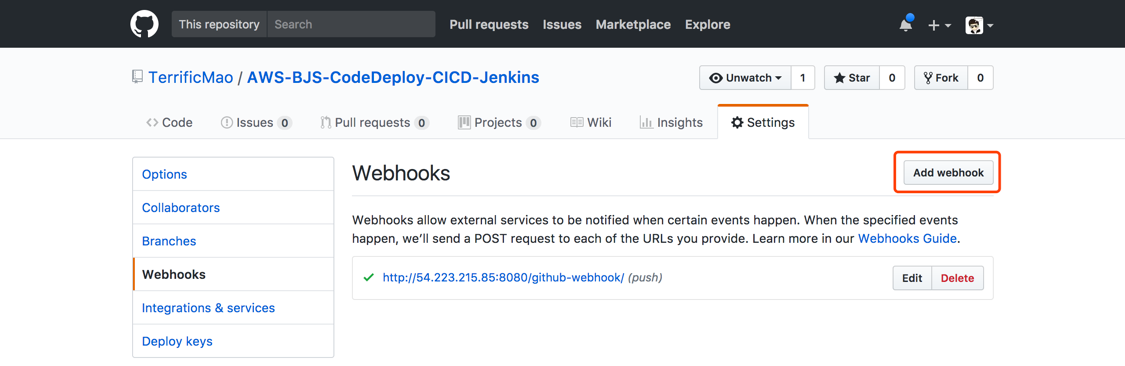 This repository Search Pull requests Issues Marketplace Explore
TerrificMao / AWS-BJS-CodeDeploy-CICD-Jenkins Unwatch 1 Star 0 Fork 0
Code Issues 0 Pull requests 0 Projects 0 Wiki Insights Settings
Options
Collaborators
Branches
Webhooks
Integrations & services
Deploy keys
Webhooks Add webhook
Webhooks allow external services to be notified when certain events happen. When the specified events
happen, we’ll send a POST request to each of the URLs you provide. Learn more in our Webhooks Guide.
http://54.223.215.85:8080/github-webhook/ (push) Edit Delete